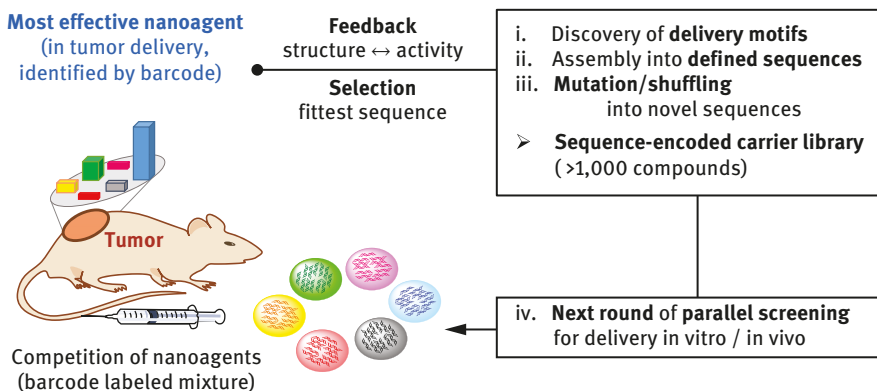 Most effective nanoagent
(in tumor delivery,
identified by barcode)
Feedback
structure ↔ activity
Selection
fittest sequence
i. Discovery of delivery motifs
ii. Assembly into defined sequences
iii. Mutation/shuffling
into novel sequences
➢ Sequence-encoded carrier library
(>1,000 compounds)
Tumor
iv. Next round of parallel screening
for delivery in vitro / in vivo
Competition of nanoagents
(barcode labeled mixture)